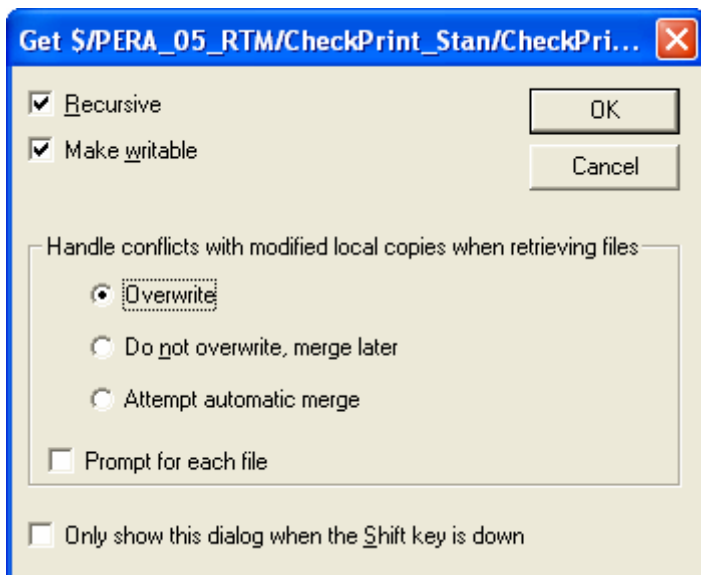 Get $/PERA_05_RTM/CheckPrint_Stan/CheckPri...
Recursive
OK
Make writable
Cancel
Handle conflicts with modified local copies when retrieving files
Overwrite
Do not overwrite, merge later
Attempt automatic merge
Prompt for each file
Only show this dialog when the Shift key is down